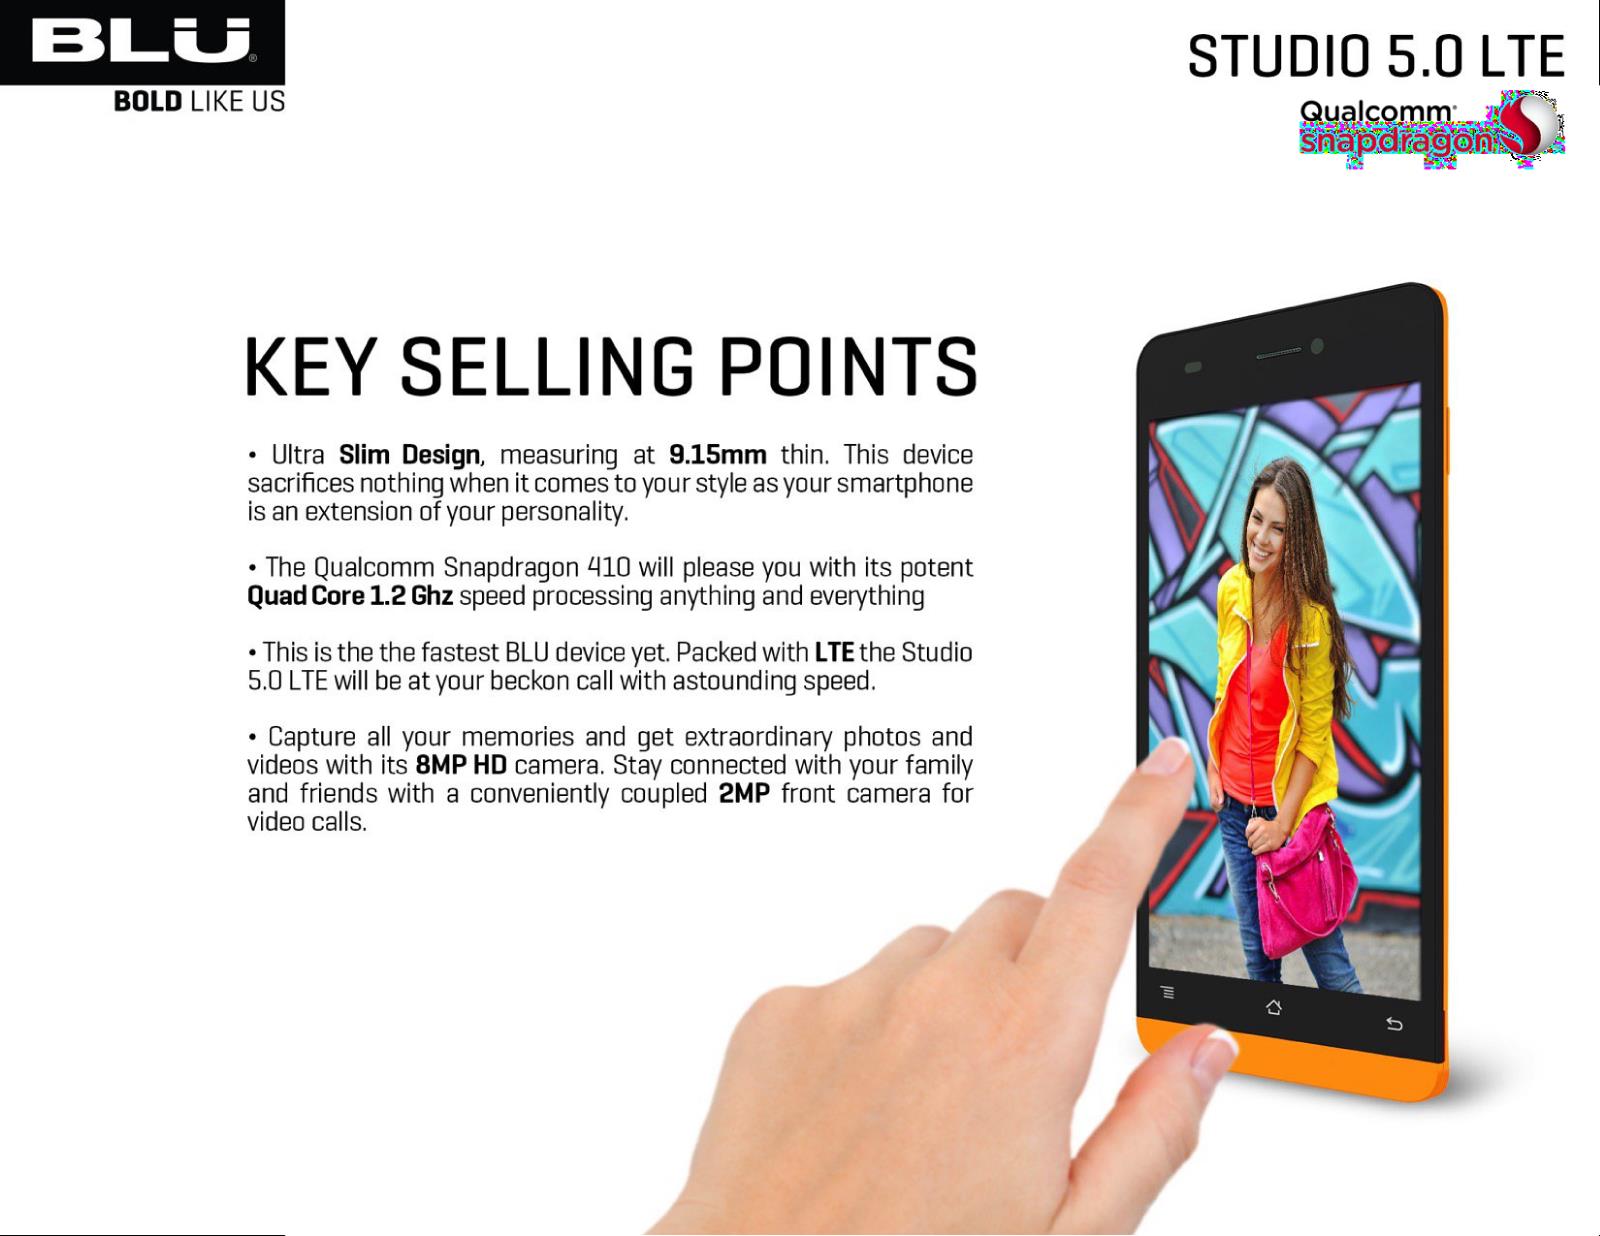 BLU®
BOLD LIKE US
STUDIO 5.0 LTE
Qualcomm®
snapdragon
KEY SELLING POINTS
• Ultra Slim Design, measuring at 9.15mm thin. This device
sacrifices nothing when it comes to your style as your smartphone
is an extension of your personality.
• The Qualcomm Snapdragon 410 will please you with its potent
Quad Core 1.2 Ghz speed processing anything and everything
• This is the the fastest BLU device yet. Packed with LTE the Studio
5.0 LTE will be at your beckon call with astounding speed.
• Capture all your memories and get extraordinary photos and
videos with its 8MP HD camera. Stay connected with your family
and friends with a conveniently coupled 2MP front camera for
video calls.